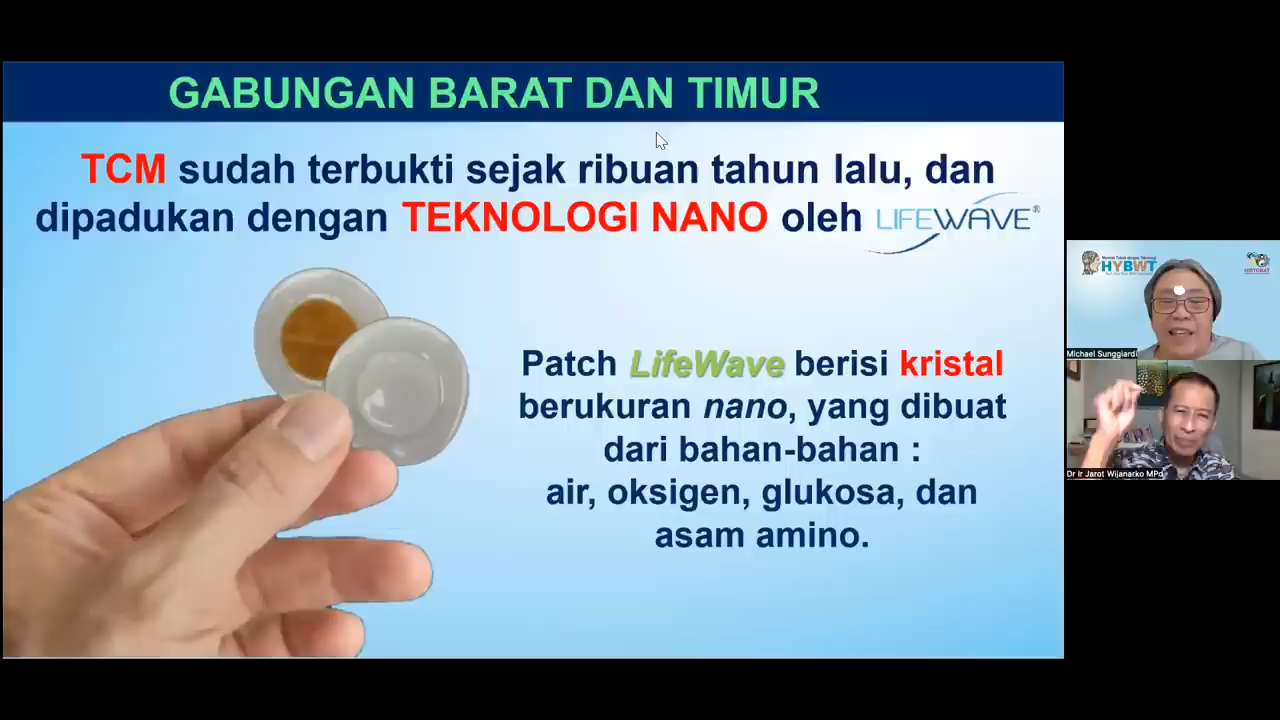 GABUNGAN BARAT DAN TIMUR
TCM sudah terbukti sejak ribuan tahun lalu, dan
dipadukan dengan TEKNOLOGI NANO oleh LIFEWAVE®
Patch LifeWave berisi kristal
berukuran nano, yang dibuat
dari bahan-bahan :
air, oksigen, glukosa, dan
asam amino.
HYBWT
Michael Sunggiardi
Dr Ir Jarot Wijanarko MPd